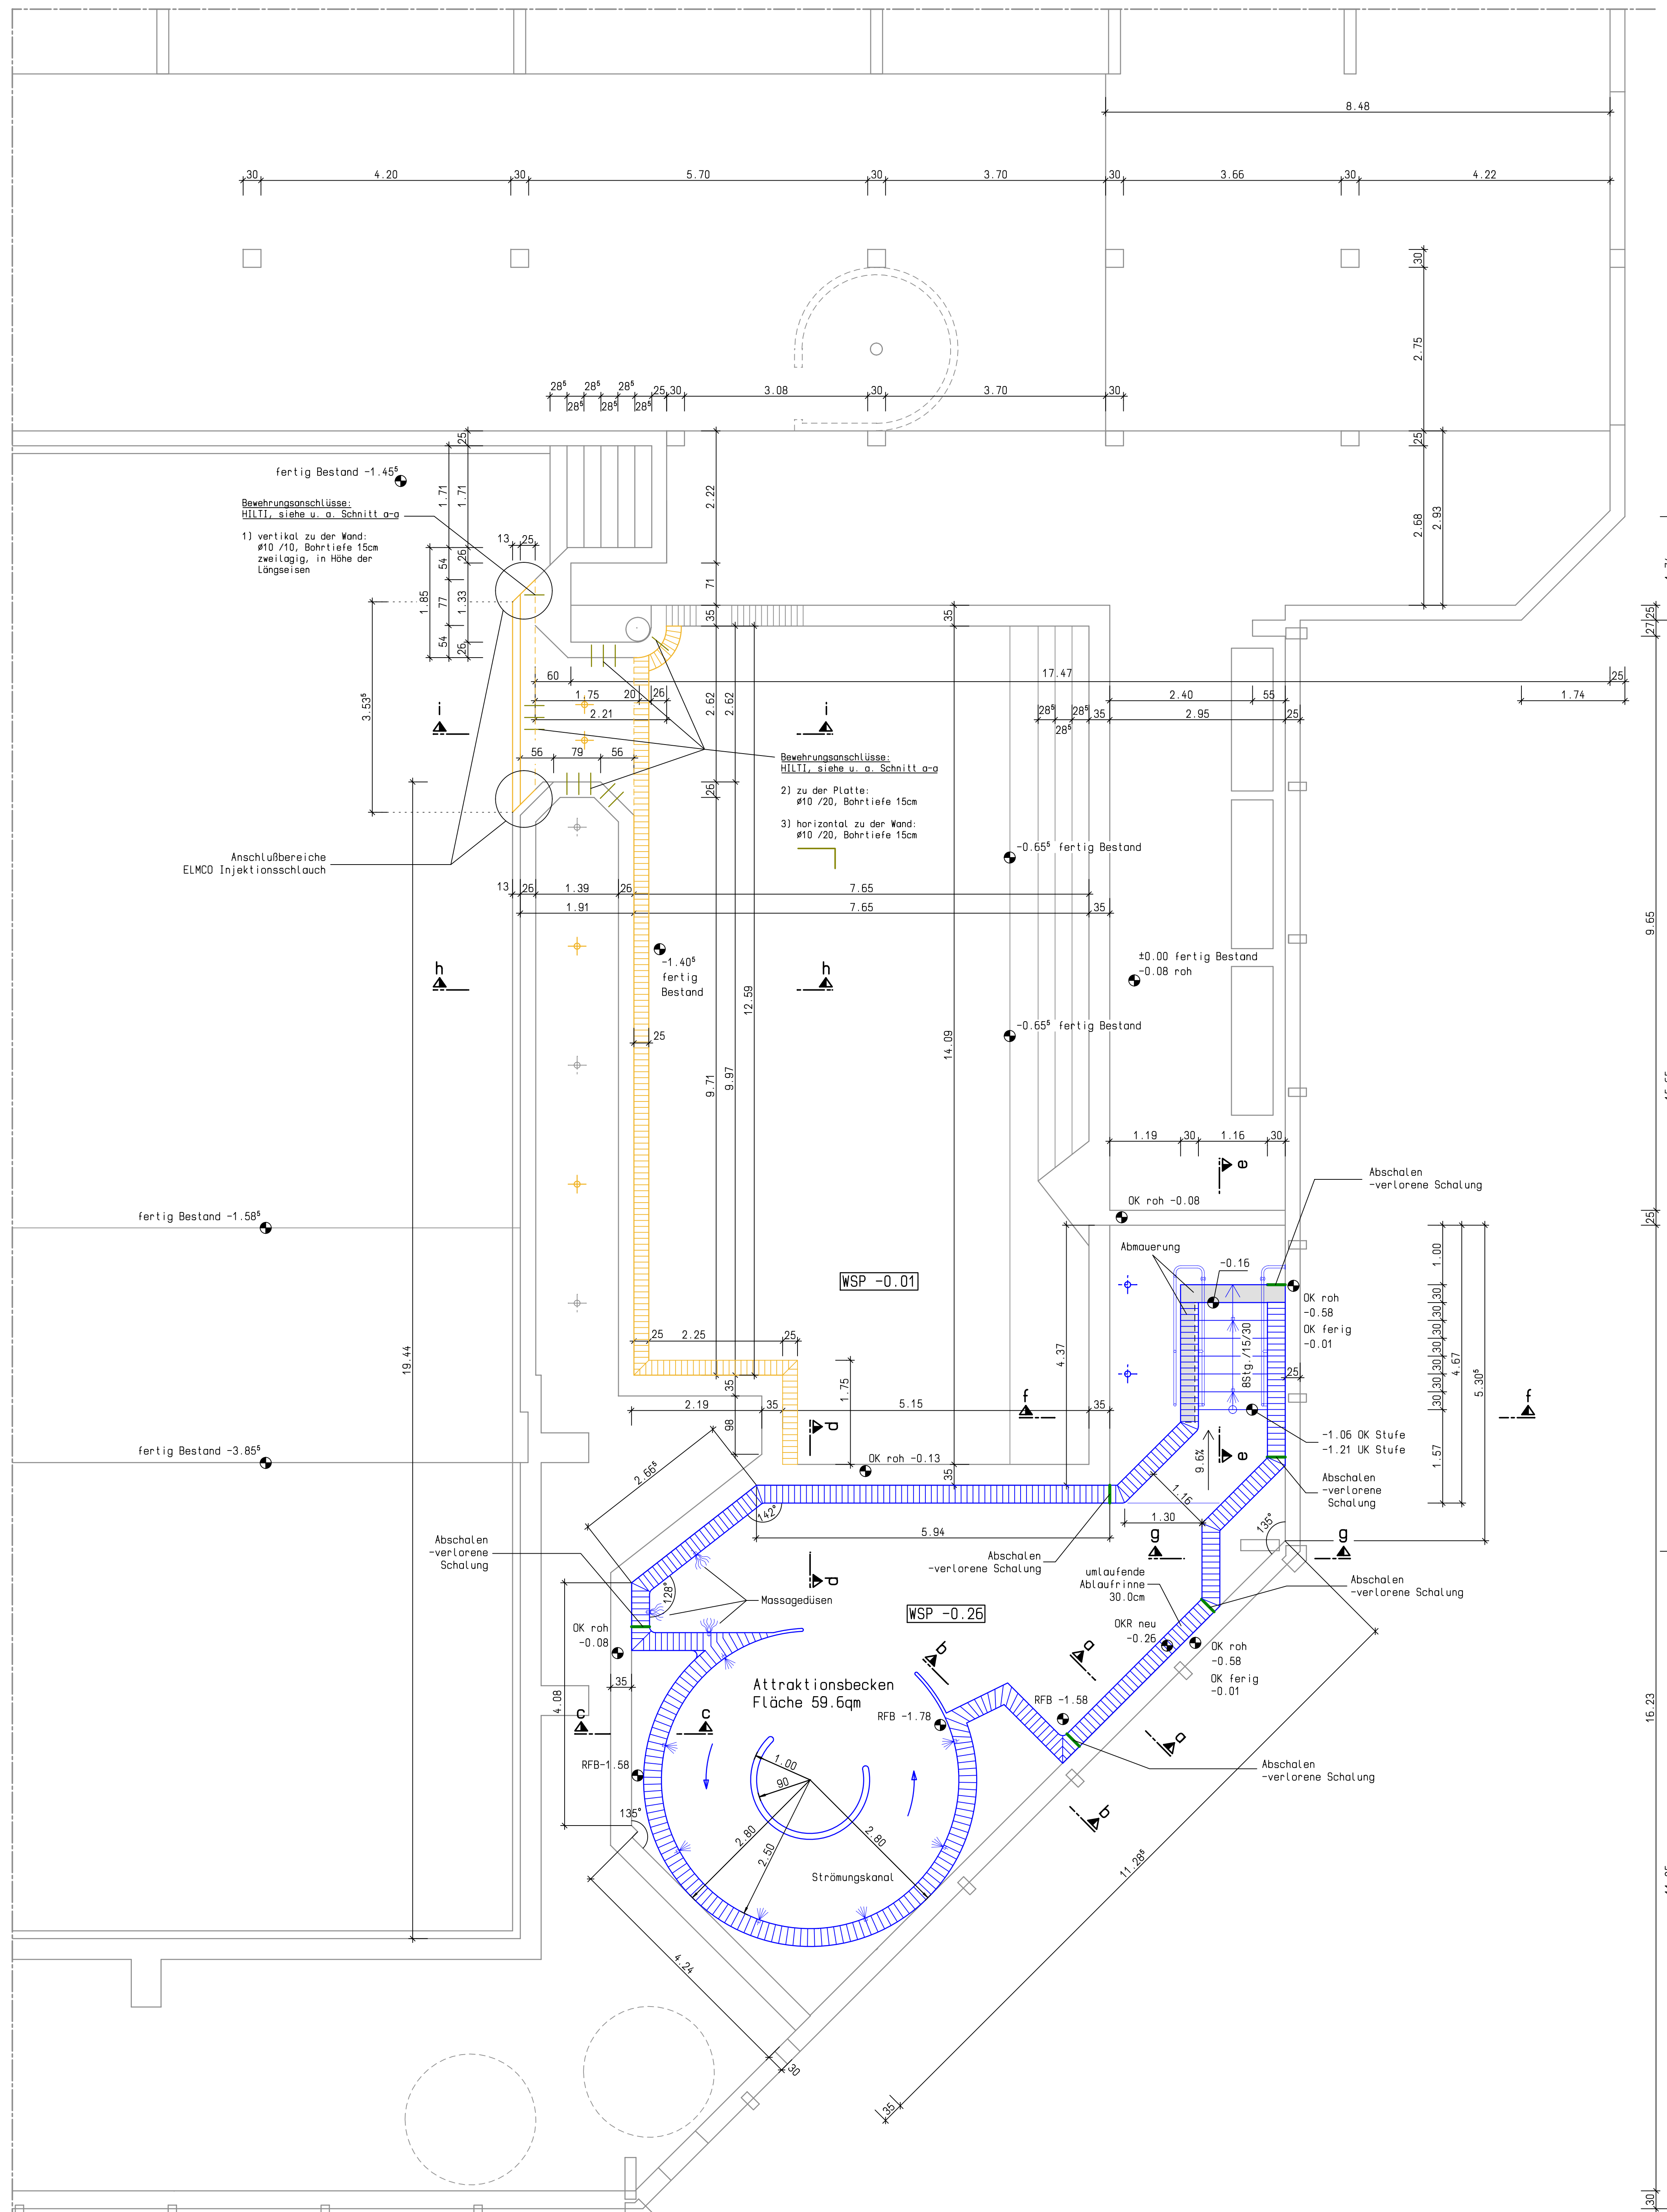 8.48
30 4.20 30 5.70 30 3.70 30 3.66 30 4.22
30
2.75
28⁵ 28⁵ 28⁵ 25 30 3.08 30 3.70 30
28⁵ 28⁵ 28⁵
25
25
fertig Bestand -1.45⁵
1.71
1.71
2.22
2.68
2.93
Bewehrungsanschlüsse:
HILTI, siehe u. a. Schnitt a-a
1) vertikal zu der Wand:
Ø10 /10, Bohrtiefe 15cm
zweilagig, in Höhe der
Längseisen
13 25
54
26
1.85
77
1.33
54
26
71
35
35
25
27
3.53⁵
60
17.47
25
1.75 20 26
2.21
2.62
2.62
2.40 55
1.74
28⁵ 28⁵ 35 2.95 25
28⁵
i
i
56 79 56
26
Bewehrungsanschlüsse:
HILTI, siehe u. a. Schnitt a-a
2) zu der Platte:
Ø10 /20, Bohrtiefe 15cm
3) horizontal zu der Wand:
Ø10 /20, Bohrtiefe 15cm
-0.65⁵ fertig Bestand
Anschlußbereiche
ELMCO Injektionsschlauch
13 26 1.39 26 7.65
1.91 7.65 35
9.65
h
h
-1.40⁵
fertig
Bestand
±0.00 fertig Bestand
-0.08 roh
12.59
-0.65⁵ fertig Bestand
25
14.09
9.71
9.97
1.19 30 1.16 30
e
Abschalen
-verlorene Schalung
OK roh -0.08
fertig Bestand -1.58⁵
25
Abmauerung
-0.16
1.00
WSP -0.01
OK roh
-0.58
OK ferig
-0.01
30
30
30
30
30
30
30
4.67
5.30⁵
8Stg./15/30
19.44
4.37
25 2.25 25
25
35
1.75
2.19 35 5.15 35
f
f
98
d
fertig Bestand -3.85⁵
OK roh -0.13
35
-1.06 OK Stufe
-1.21 UK Stufe
1.57
9.6%
e
2.66⁵
Abschalen
-verlorene
Schalung
1.16
142°
1.30
135°
5.94
g
g
Abschalen
-verlorene
Schalung
Abschalen
-verlorene Schalung
umlaufende
Ablaufrinne
30.0cm
Abschalen
-verlorene Schalung
128°
d
Massagedüsen
WSP -0.26
OKR neu
-0.26
OK roh
-0.08
OK roh
-0.58
OK ferig
-0.01
b
a
Attraktionsbecken
Fläche 59.6qm
RFB -1.58
RFB -1.78
35
4.08
c
c
a
16.23
RFB-1.58
1.00
90
Abschalen
-verlorene Schalung
135°
2.80
2.50
2.80
b
11.28⁵
Strömungskanal
4.24
30
35
30